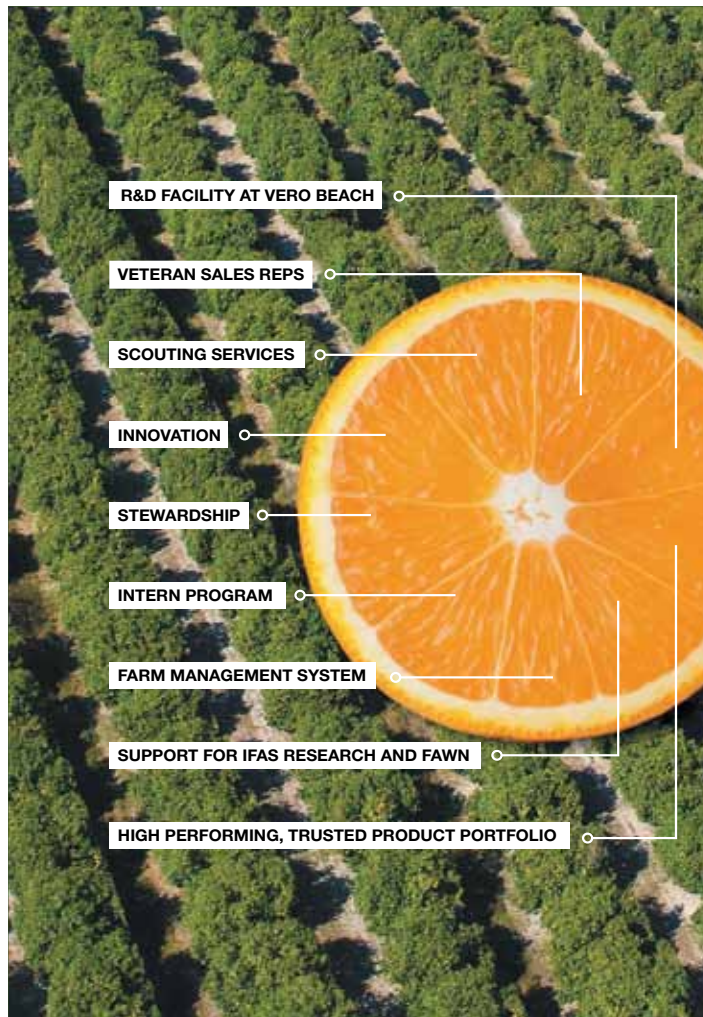 R&D FACILITY AT VERO BEACH
VETERAN SALES REPS
SCOUTING SERVICES
INNOVATION
STEWARDSHIP
INTERN PROGRAM
FARM MANAGEMENT SYSTEM
SUPPORT FOR IFAS RESEARCH AND FAWN
HIGH PERFORMING, TRUSTED PRODUCT PORTFOLIO